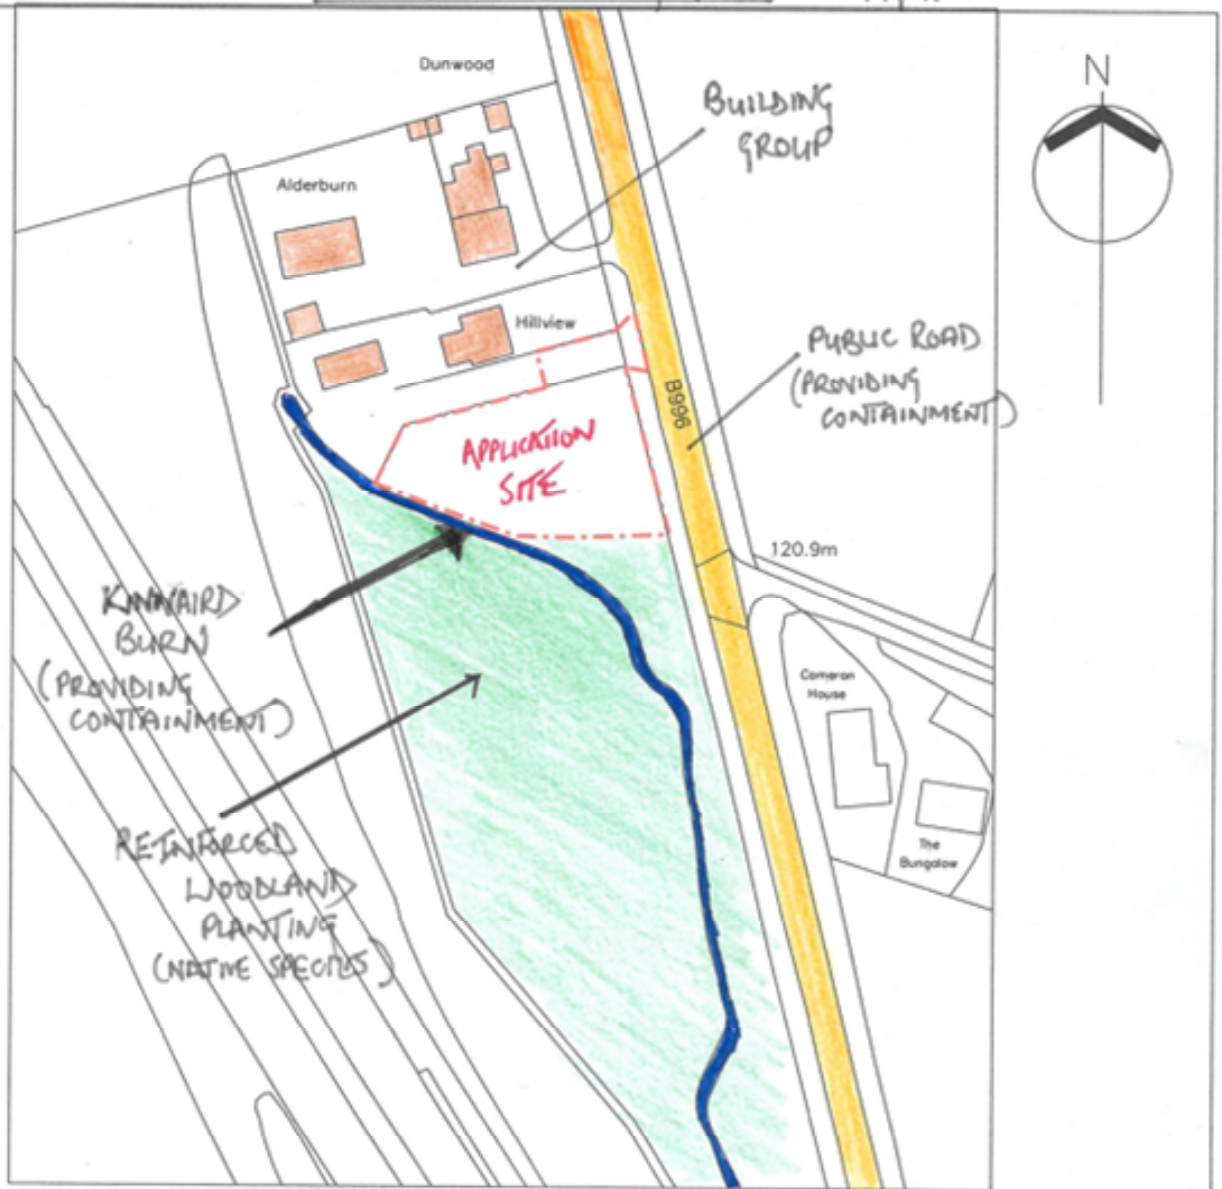 N
Dunwood
BUILDING
GROUP
Alderburn
Hillview
PUBLIC ROAD
(PROVIDING
CONTAINMENT)
B996
APPLICATION
SITE
120.9m
KINNAIRD
BURN
(PROVIDING
CONTAINMENT)
Cameron
House
The
Bungalow
REINFORCED
WOODLAND
PLANTING
(NATIVE SPECIES)